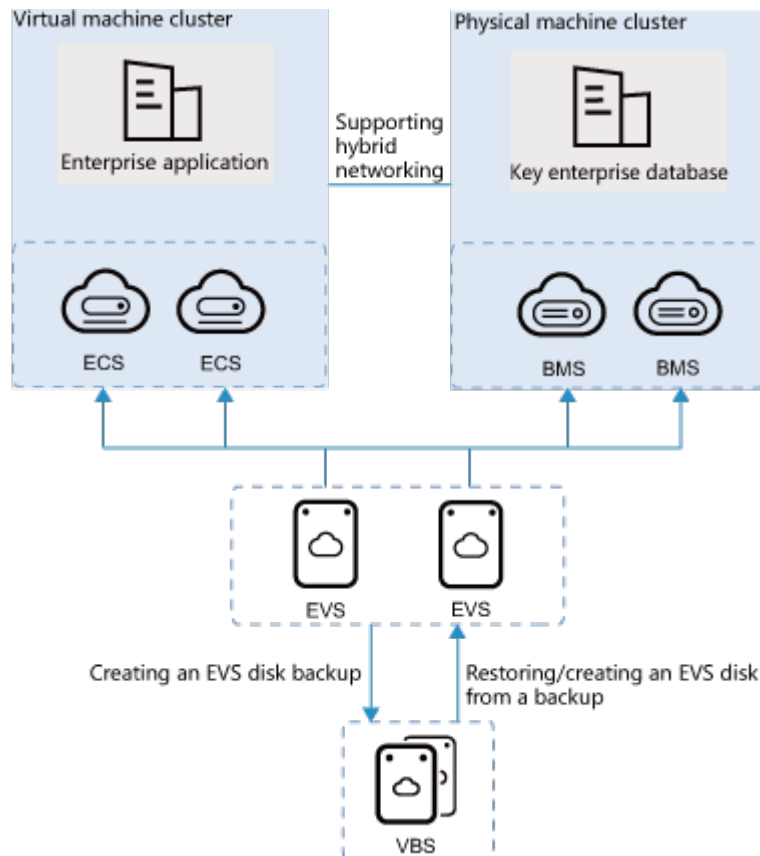 Virtual machine cluster
Physical machine cluster
Enterprise application
Supporting
hybrid
networking
Key enterprise database
ECS
ECS
BMS
BMS
EVS
EVS
Creating an EVS disk backup
Restoring/creating an EVS disk
from a backup
VBS